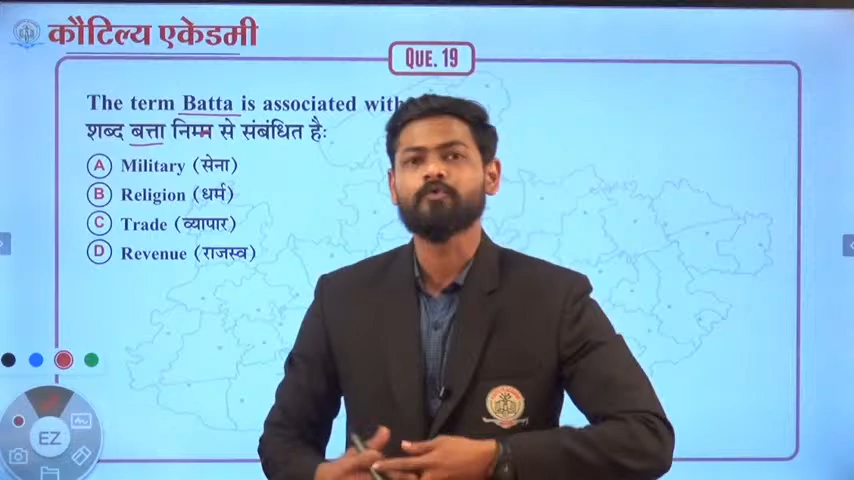 कौटिल्य एकेडमी
QUE. 19
The term Batta is associated with
शब्द बत्ता निम्न से संबंधित है:
A Military (सेना)
B Religion (धर्म)
C Trade (व्यापार)
D Revenue (राजस्व)
EZ